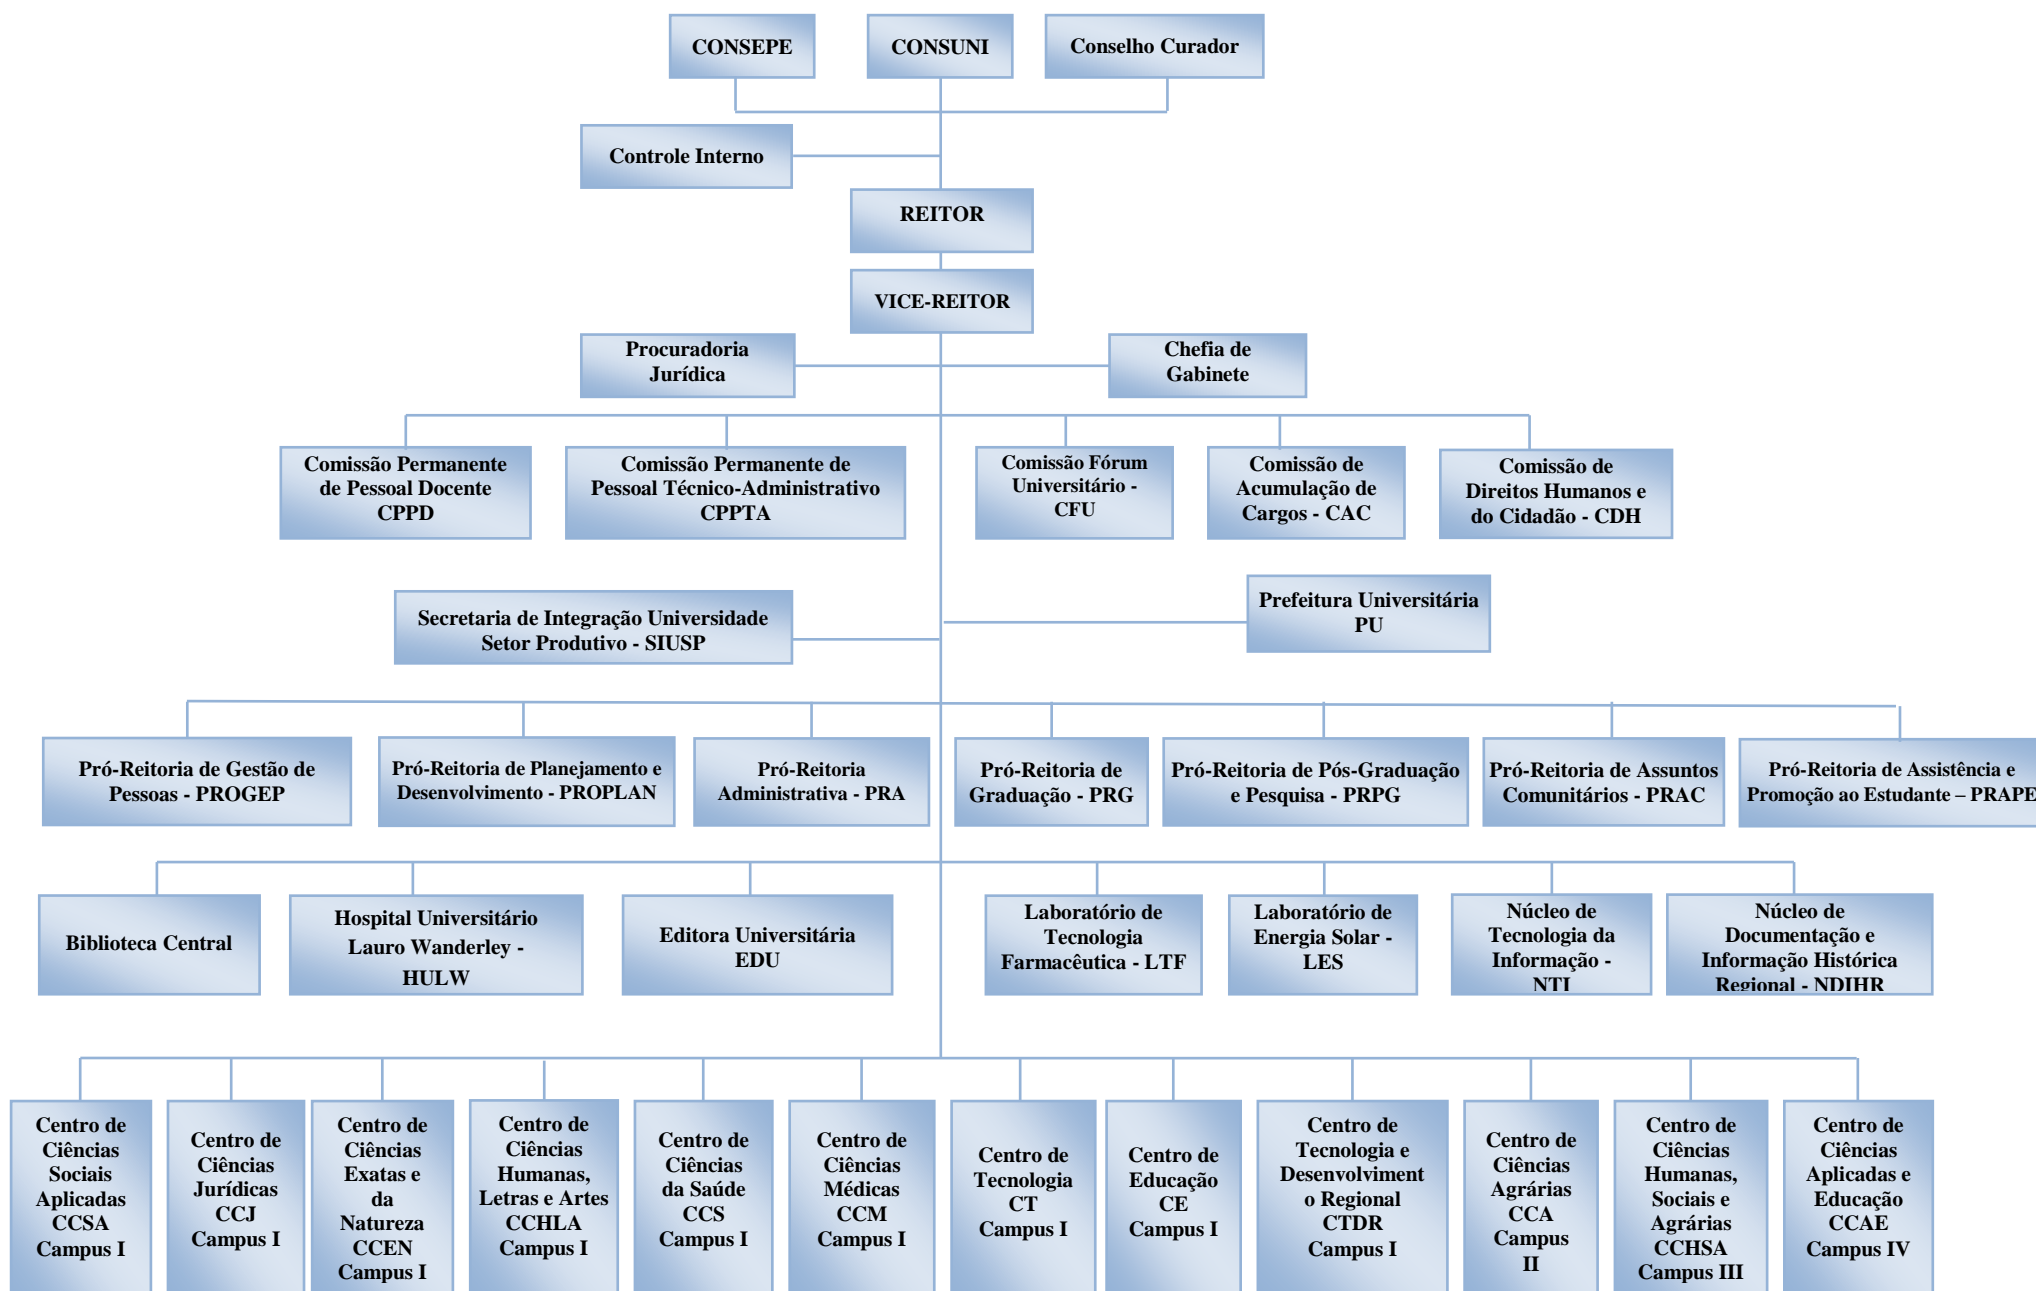 CONSEPE
CONSUNI
Conselho Curador
Controle Interno
REITOR
VICE-REITOR
Procuradoria
Jurídica
Chefia de
Gabinete
Comissão Permanente
de Pessoal Docente
CPPD
Comissão Permanente de
Pessoal Técnico-Administrativo
CPPTA
Comissão Fórum
Universitário -
CFU
Comissão de
Acumulação de
Cargos - CAC
Comissão de
Direitos Humanos e
do Cidadão - CDH
Secretaria de Integração Universidade
Setor Produtivo - SIUSP
Prefeitura Universitária
PU
Pró-Reitoria de Gestão de
Pessoas - PROGEP
Pró-Reitoria de Planejamento e
Desenvolvimento - PROPLAN
Pró-Reitoria
Administrativa - PRA
Pró-Reitoria de
Graduação - PRG
Pró-Reitoria de Pós-Graduação
e Pesquisa - PRPG
Pró-Reitoria de Assuntos
Comunitários - PRAC
Pró-Reitoria de Assistência e
Promoção ao Estudante – PRAPE
Biblioteca Central
Hospital Universitário
Lauro Wanderley -
HULW
Editora Universitária
EDU
Laboratório de
Tecnologia
Farmacêutica - LTF
Laboratório de
Energia Solar -
LES
Núcleo de
Tecnologia da
Informação -
NTI
Núcleo de
Documentação e
Informação Histórica
Regional - NDIHR
Centro de
Ciências
Sociais
Aplicadas
CCSA
Campus I
Centro de
Ciências
Jurídicas
CCJ
Campus I
Centro de
Ciências
Exatas e
da
Natureza
CCEN
Campus I
Centro de
Ciências
Humanas,
Letras e Artes
CCHLA
Campus I
Centro de
Ciências
da Saúde
CCS
Campus I
Centro de
Ciências
Médicas
CCM
Campus I
Centro de
Tecnologia
CT
Campus I
Centro de
Educação
CE
Campus I
Centro de
Tecnologia e
Desenvolviment
o Regional
CTDR
Campus I
Centro de
Ciências
Agrárias
CCA
Campus
II
Centro de
Ciências
Humanas,
Sociais e
Agrárias
CCHSA
Campus III
Centro de
Ciências
Aplicadas e
Educação
CCAE
Campus IV